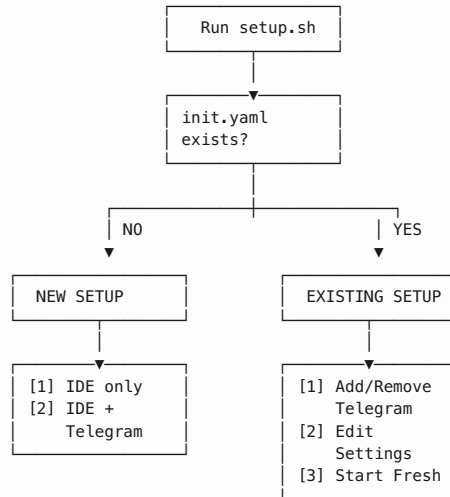 Run setup.sh
init.yaml
exists?
NO
YES
NEW SETUP
EXISTING SETUP
[1] IDE only
[2] IDE +
Telegram
[1] Add/Remove
Telegram
[2] Edit
Settings
[3] Start Fresh